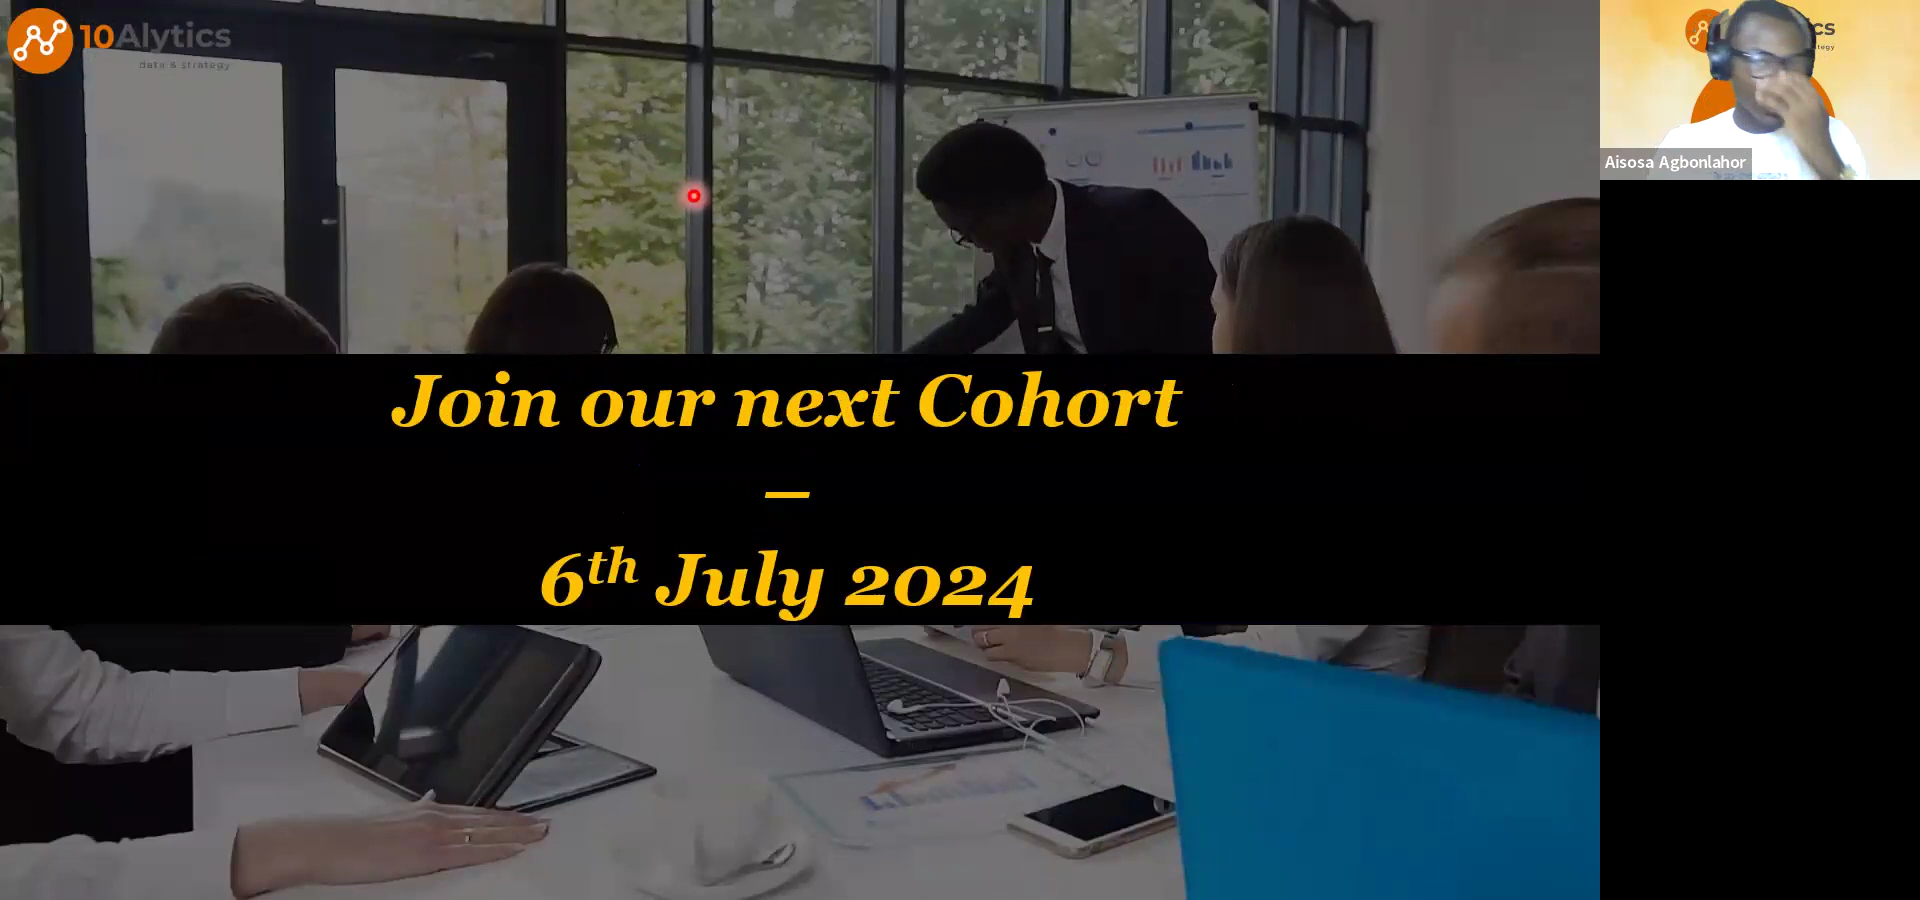 10Alytics
data & strategy
Aisosa Agbonlahor
Join our next Cohort
–
6th July 2024